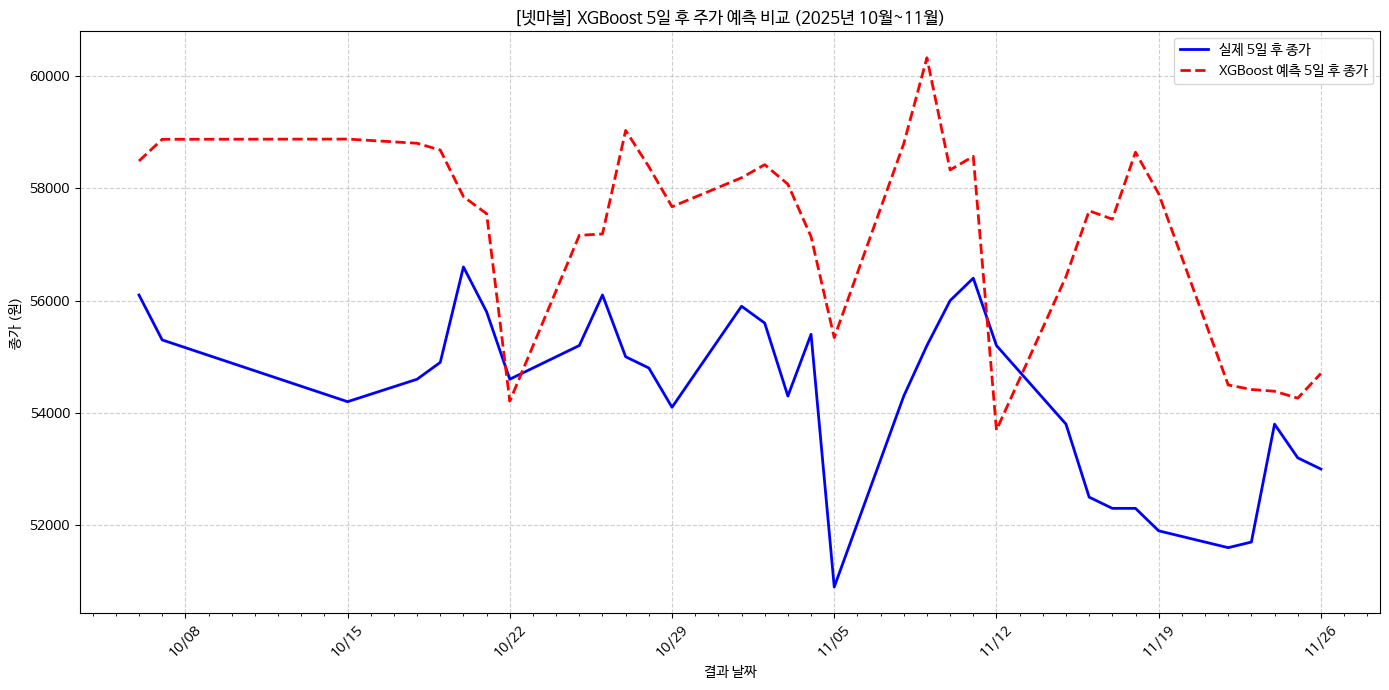 [넷마블] XGBoost 5일 후 주가 예측 비교 (2025년 10월~11월)
실제 5일 후 종가
XGBoost 예측 5일 후 종가
종가 (원)
60000
58000
56000
54000
52000
10/08
10/15
10/22
10/29
11/05
11/12
11/19
11/26
결과 날짜